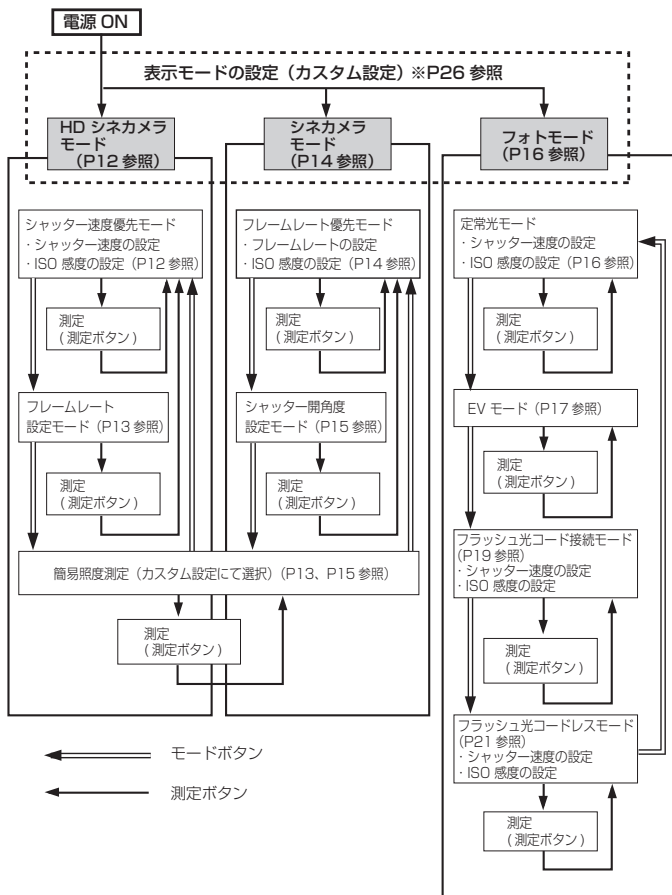 電源 ON
表示モードの設定（カスタム設定）※P26 参照
HD シネカメラ
モード
（P12 参照）
シネカメラ
モード
（P14 参照）
フォトモード
（P16 参照）
シャッター速度優先モード
・シャッター速度の設定
・ISO 感度の設定（P12 参照）
測定
( 測定ボタン )
フレームレート
設定モード（P13 参照）
測定
( 測定ボタン )
フレームレート優先モード
・フレームレートの設定
・ISO 感度の設定（P14 参照）
測定
( 測定ボタン )
シャッター開角度
設定モード（P15 参照）
測定
( 測定ボタン )
簡易照度測定（カスタム設定にて選択）（P13、P15 参照）
測定
( 測定ボタン )
定常光モード
・シャッター速度の設定
・ISO 感度の設定（P16 参照）
測定
( 測定ボタン )
EV モード（P17 参照）
測定
( 測定ボタン )
フラッシュ光コード接続モード
（P19 参照）
・シャッター速度の設定
・ISO 感度の設定
測定
( 測定ボタン )
フラッシュ光コードレスモード
（P21 参照）
・シャッター速度の設定
・ISO 感度の設定
測定
( 測定ボタン )
モードボタン
測定ボタン